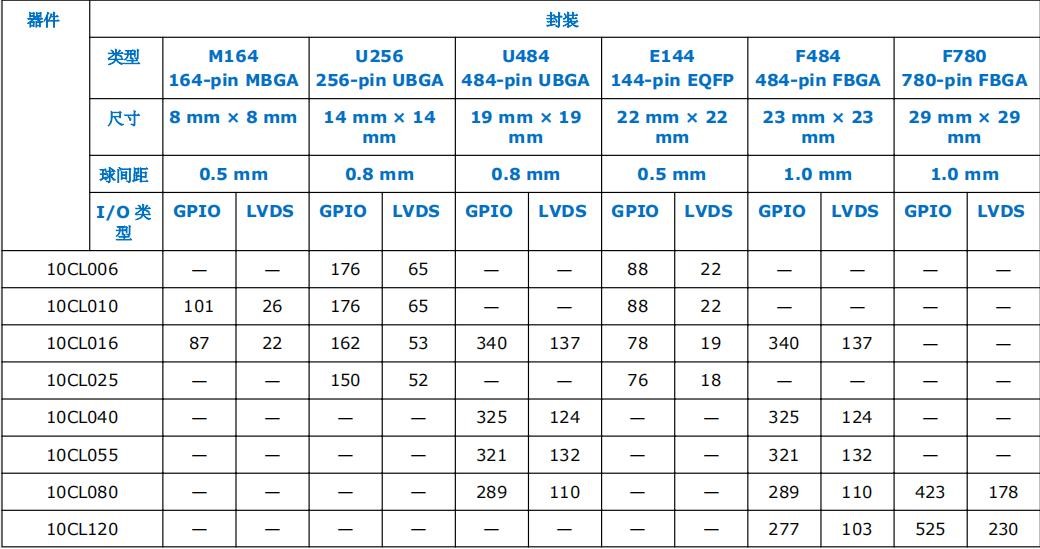 器件 封装
类型 M164 164-pin MBGA U256 256-pin UBGA U484 484-pin UBGA E144 144-pin EQFP F484 484-pin FBGA F780 780-pin FBGA
尺寸 8 mm × 8 mm 14 mm × 14 mm 19 mm × 19 mm 22 mm × 22 mm 23 mm × 23 mm 29 mm × 29 mm
球间距 0.5 mm 0.8 mm 0.8 mm 0.5 mm 1.0 mm 1.0 mm
I/O 类型 GPIO LVDS GPIO LVDS GPIO LVDS GPIO LVDS GPIO LVDS GPIO LVDS
10CL006 — — 176 65 — — 88 22 — — — —
10CL010 101 26 176 65 — — 88 22 — — — —
10CL016 87 22 162 53 340 137 78 19 340 137 — —
10CL025 — — 150 52 — — 76 18 — — — —
10CL040 — — — — 325 124 — — 325 124 — —
10CL055 — — — — 321 132 — — 321 132 — —
10CL080 — — — — 289 110 — — 289 110 423 178
10CL120 — — — — — — — — 277 103 525 230